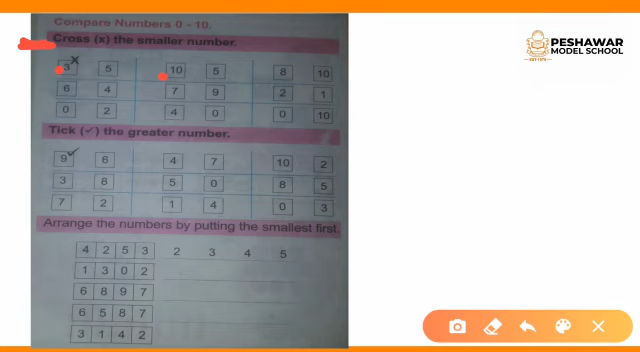 Compare Numbers 0 - 10.
Cross (x) the smaller number.
3 x 5 10 5 8 10
6 4 7 9 2 1
0 2 4 0 0 10
Tick (✓) the greater number.
9 ✓ 6 4 7 10 2
3 8 5 0 8 5
7 2 1 4 0 3
Arrange the numbers by putting the smallest first.
4 2 5 3 2 3 4 5
1 3 0 2
6 8 9 7
6 5 8 7
3 1 4 2
PESHAWAR
MODEL SCHOOL